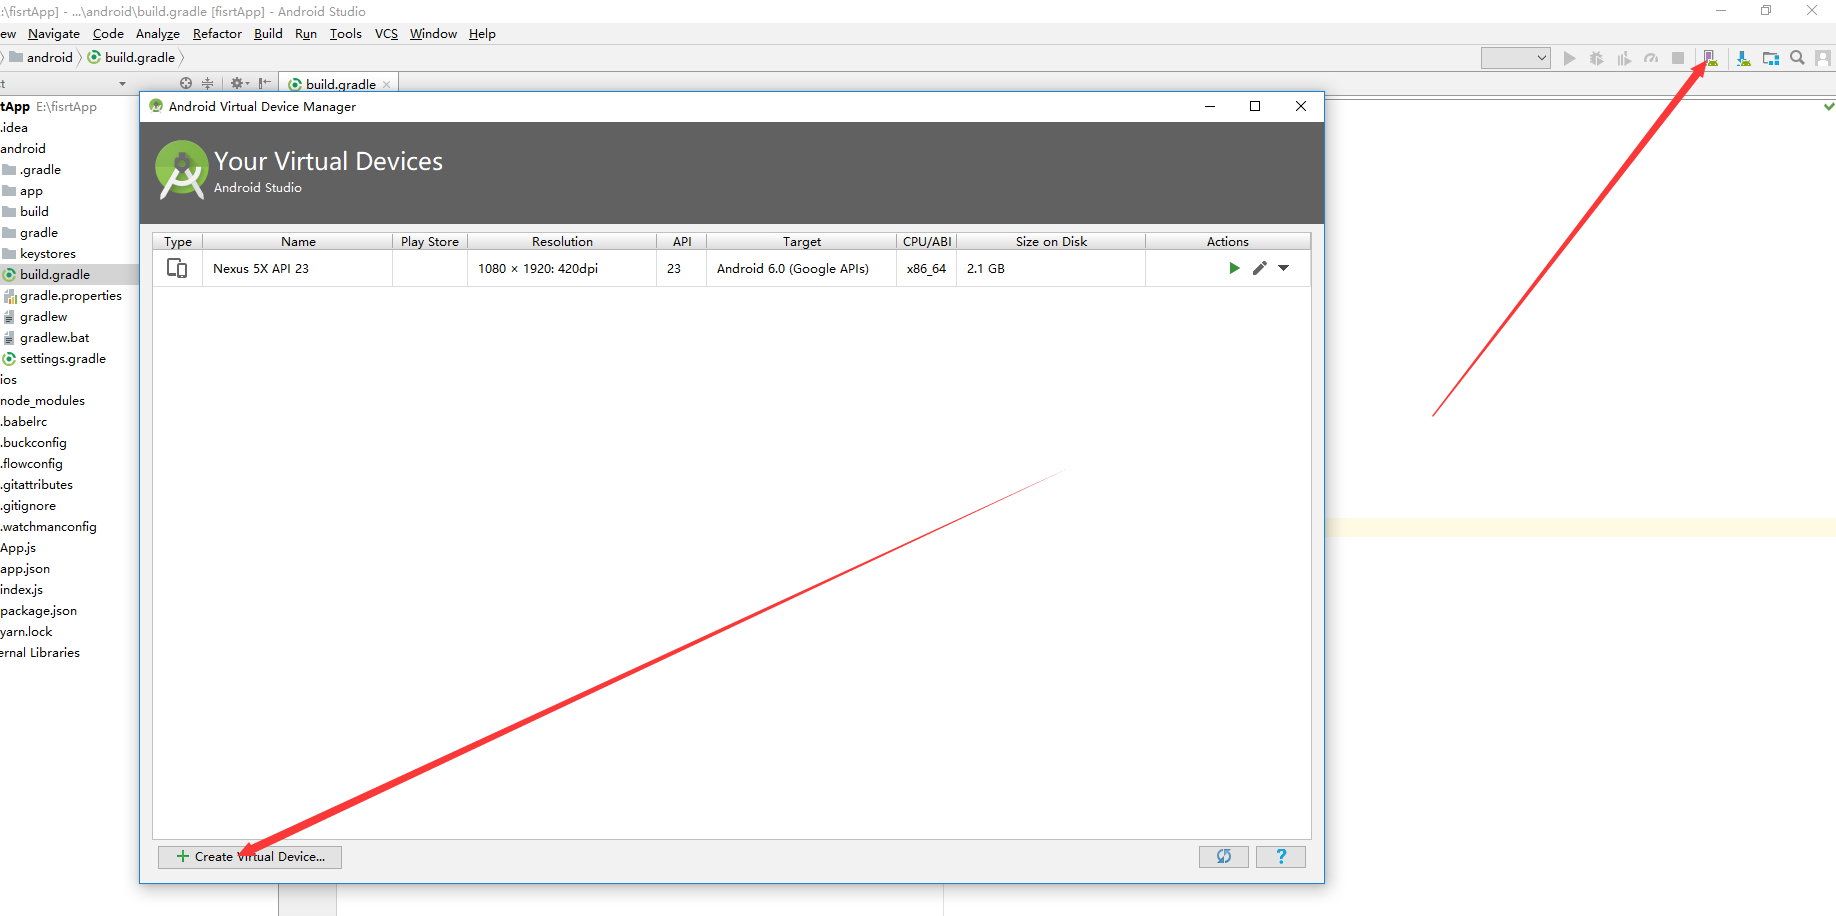 :\fisrtApp] - ...\android\build.gradle [fisrtApp] - Android Studio
ew Navigate Code Analyze Refactor Build Run Tools VCS Window Help
android build.gradle
t build.gradle
tApp E:\fisrtApp
.idea
android
.gradle
app
build
gradle
keystores
build.gradle
gradle.properties
gradlew
gradlew.bat
settings.gradle
ios
node_modules
.babelrc
.buckconfig
.flowconfig
.gitattributes
.gitignore
.watchmanconfig
App.js
app.json
index.js
package.json
yarn.lock
ernal Libraries
Android Virtual Device Manager
Your Virtual Devices
Android Studio
Type Name Play Store Resolution API Target CPU/ABI Size on Disk Actions
Nexus 5X API 23 1080 × 1920: 420dpi 23 Android 6.0 (Google APIs) x86_64 2.1 GB
+ Create Virtual Device... ?